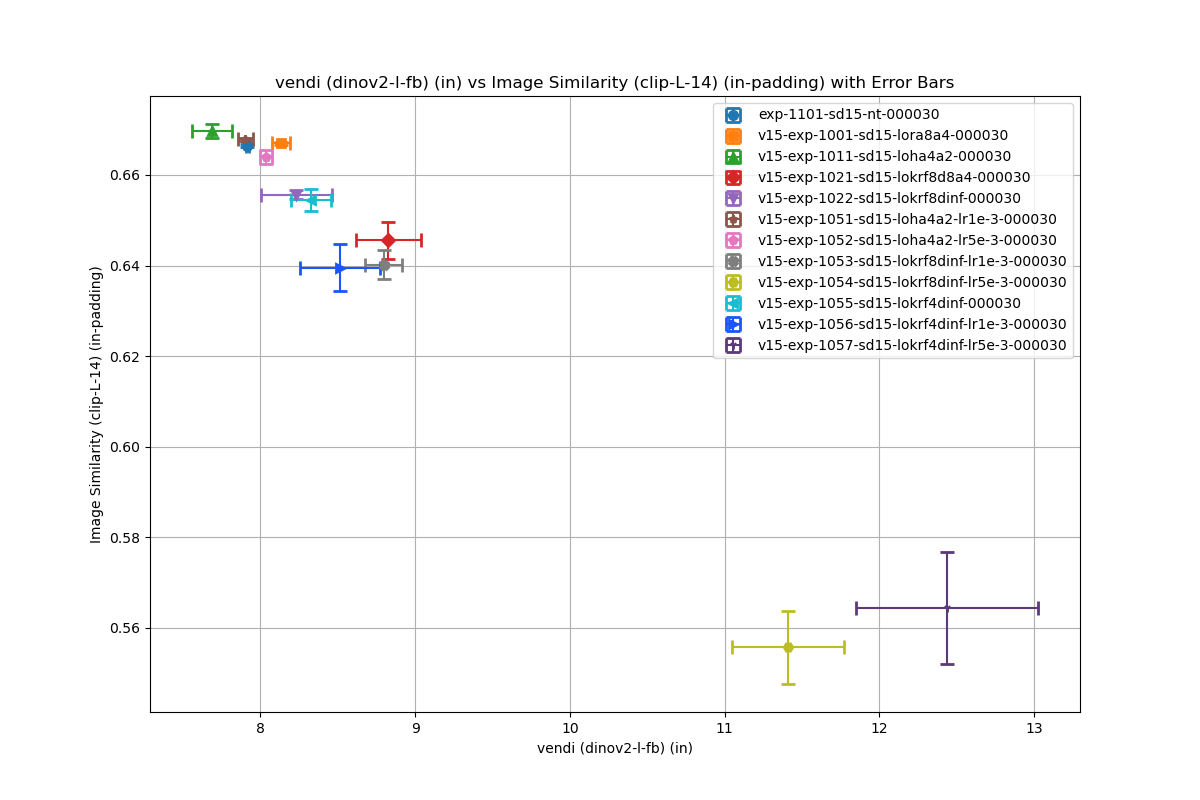 vendi (dinov2-l-fb) (in) vs Image Similarity (clip-L-14) (in-padding) with Error Bars
exp-1101-sd15-nt-000030
v15-exp-1001-sd15-lora8a4-000030
v15-exp-1011-sd15-loha4a2-000030
v15-exp-1021-sd15-lokrf8d8a4-000030
v15-exp-1022-sd15-lokrf8dinf-000030
v15-exp-1051-sd15-loha4a2-lr1e-3-000030
v15-exp-1052-sd15-loha4a2-lr5e-3-000030
v15-exp-1053-sd15-lokrf8dinf-lr1e-3-000030
v15-exp-1054-sd15-lokrf8dinf-lr5e-3-000030
v15-exp-1055-sd15-lokrf4dinf-000030
v15-exp-1056-sd15-lokrf4dinf-lr1e-3-000030
v15-exp-1057-sd15-lokrf4dinf-lr5e-3-000030
Image Similarity (clip-L-14) (in-padding)
0.66
0.64
0.62
0.60
0.58
0.56
8 9 10 11 12 13
vendi (dinov2-l-fb) (in)